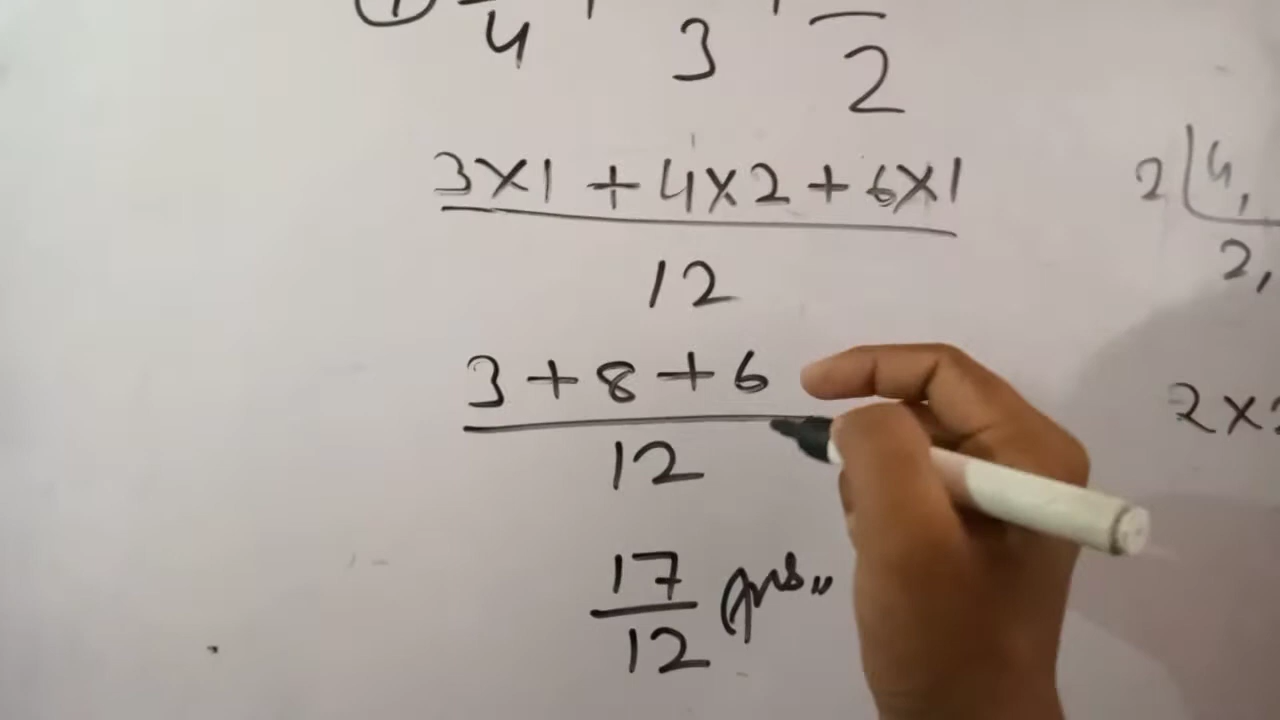 4 3 2
3×1 + 4×2 + 6×1
12
3 + 8 + 6
12
17
12 Ans.,
2 4,
2,
2×2